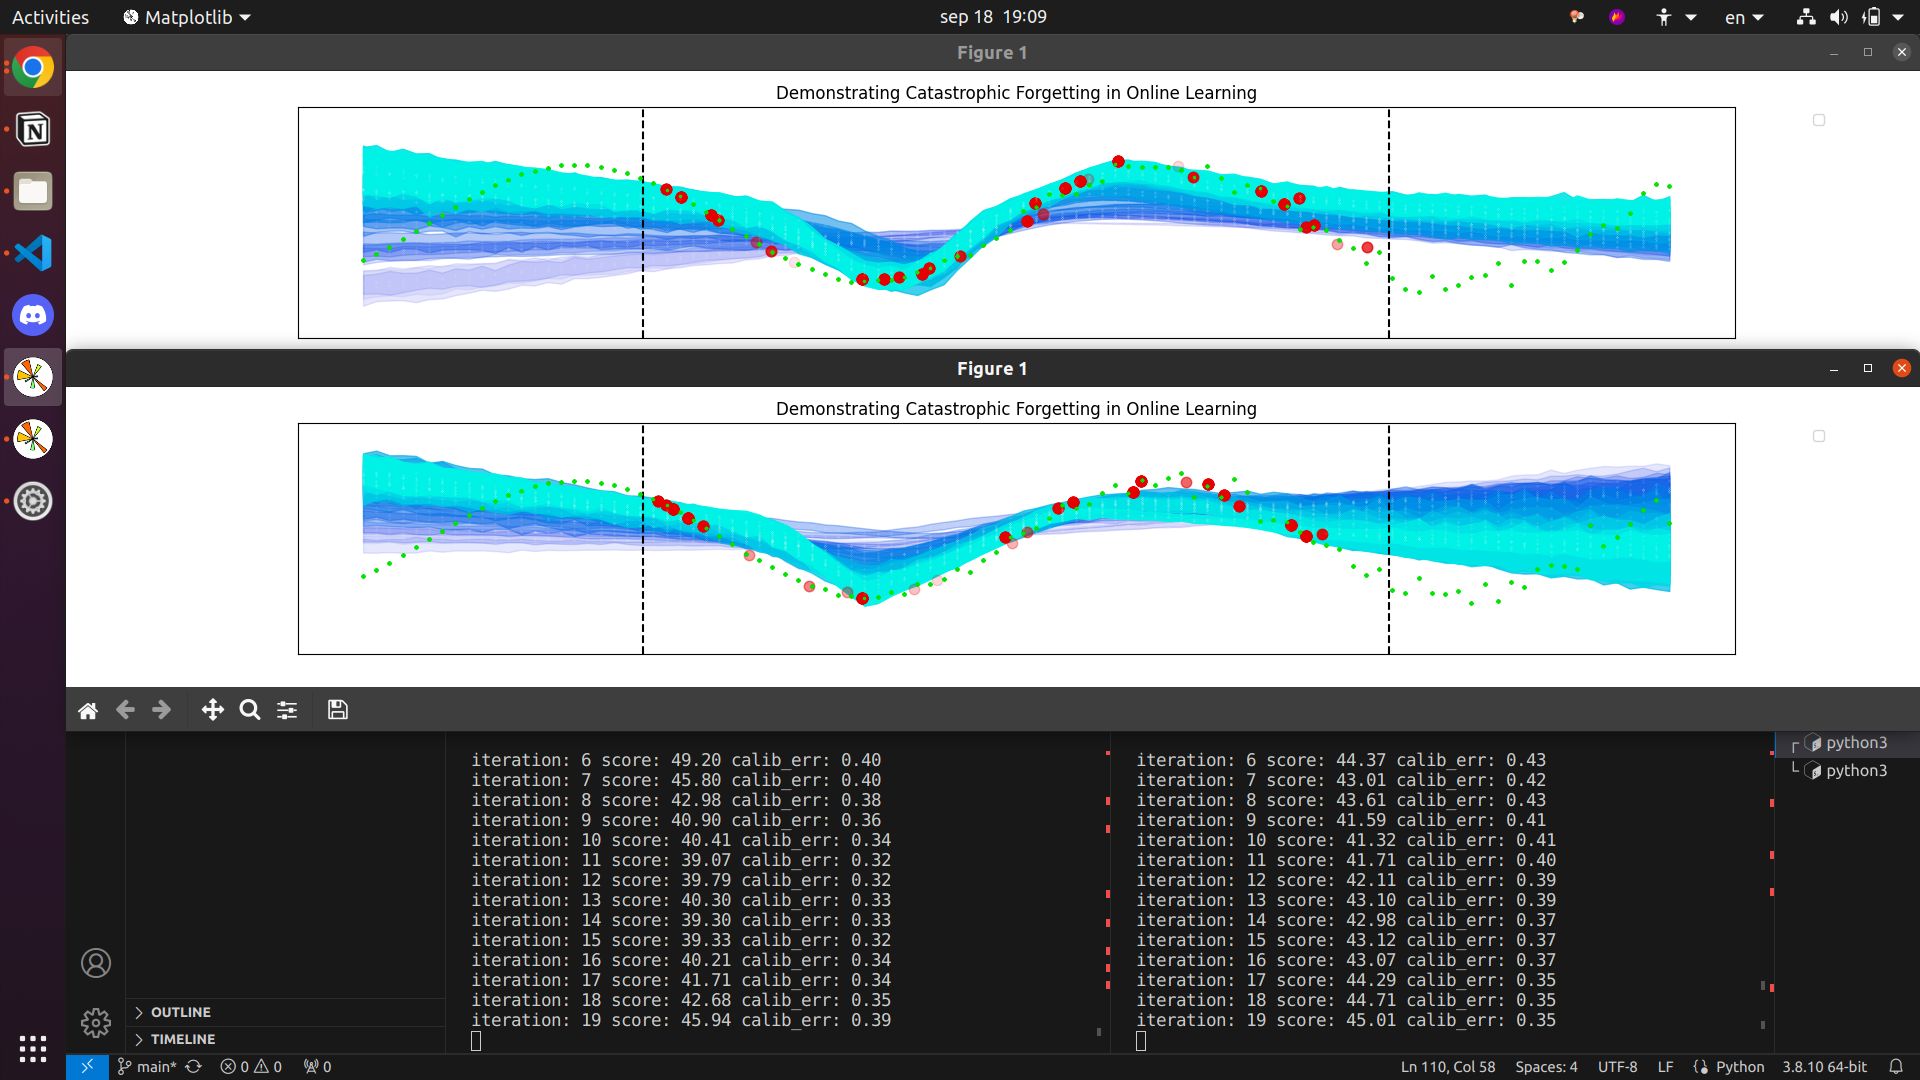 Activities Matplotlib sep 18 19:09 en
Figure 1
Demonstrating Catastrophic Forgetting in Online Learning
Figure 1
Demonstrating Catastrophic Forgetting in Online Learning
iteration: 6 score: 49.20 calib_err: 0.40
iteration: 7 score: 45.80 calib_err: 0.40
iteration: 8 score: 42.98 calib_err: 0.38
iteration: 9 score: 40.90 calib_err: 0.36
iteration: 10 score: 40.41 calib_err: 0.34
iteration: 11 score: 39.07 calib_err: 0.32
iteration: 12 score: 39.79 calib_err: 0.32
iteration: 13 score: 40.30 calib_err: 0.33
iteration: 14 score: 39.30 calib_err: 0.33
iteration: 15 score: 39.33 calib_err: 0.32
iteration: 16 score: 40.21 calib_err: 0.34
iteration: 17 score: 41.71 calib_err: 0.34
iteration: 18 score: 42.68 calib_err: 0.35
iteration: 19 score: 45.94 calib_err: 0.39
iteration: 6 score: 44.37 calib_err: 0.43
iteration: 7 score: 43.01 calib_err: 0.42
iteration: 8 score: 43.61 calib_err: 0.43
iteration: 9 score: 41.59 calib_err: 0.41
iteration: 10 score: 41.32 calib_err: 0.41
iteration: 11 score: 41.71 calib_err: 0.40
iteration: 12 score: 42.11 calib_err: 0.39
iteration: 13 score: 43.10 calib_err: 0.39
iteration: 14 score: 42.98 calib_err: 0.37
iteration: 15 score: 43.12 calib_err: 0.37
iteration: 16 score: 43.07 calib_err: 0.37
iteration: 17 score: 44.29 calib_err: 0.35
iteration: 18 score: 44.71 calib_err: 0.35
iteration: 19 score: 45.01 calib_err: 0.35
python3
python3
OUTLINE
TIMELINE
main* 0 0 0 Ln 110, Col 58 Spaces: 4 UTF-8 LF Python 3.8.10 64-bit